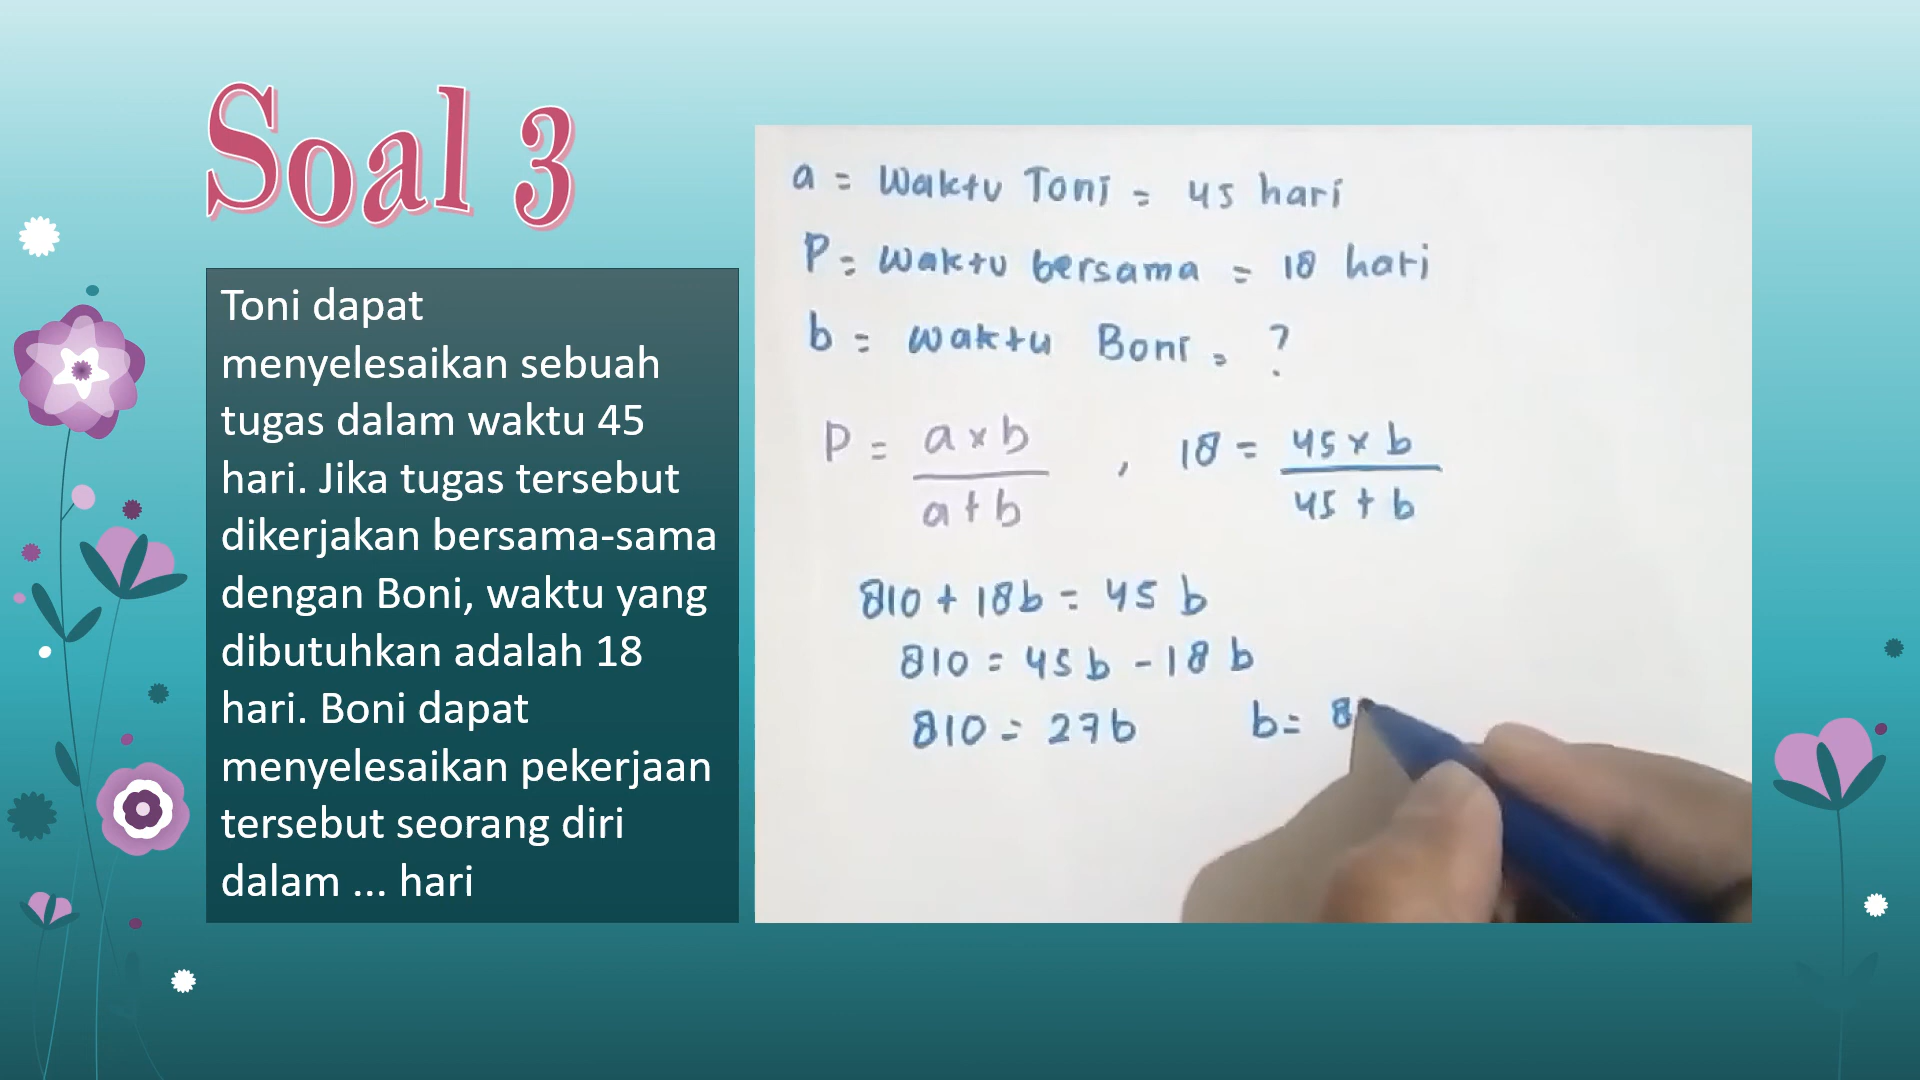 Soal 3
Toni dapat
menyelesaikan sebuah
tugas dalam waktu 45
hari. Jika tugas tersebut
dikerjakan bersama-sama
dengan Boni, waktu yang
dibutuhkan adalah 18
hari. Boni dapat
menyelesaikan pekerjaan
tersebut seorang diri
dalam ... hari
a = Waktu Toni = 45 hari
P = Waktu bersama = 18 hari
b = Waktu Boni = ?
P = a x b / a + b , 18 = 45 x b / 45 + b
810 + 18b = 45 b
810 = 45b - 18 b
810 = 27b b = 8